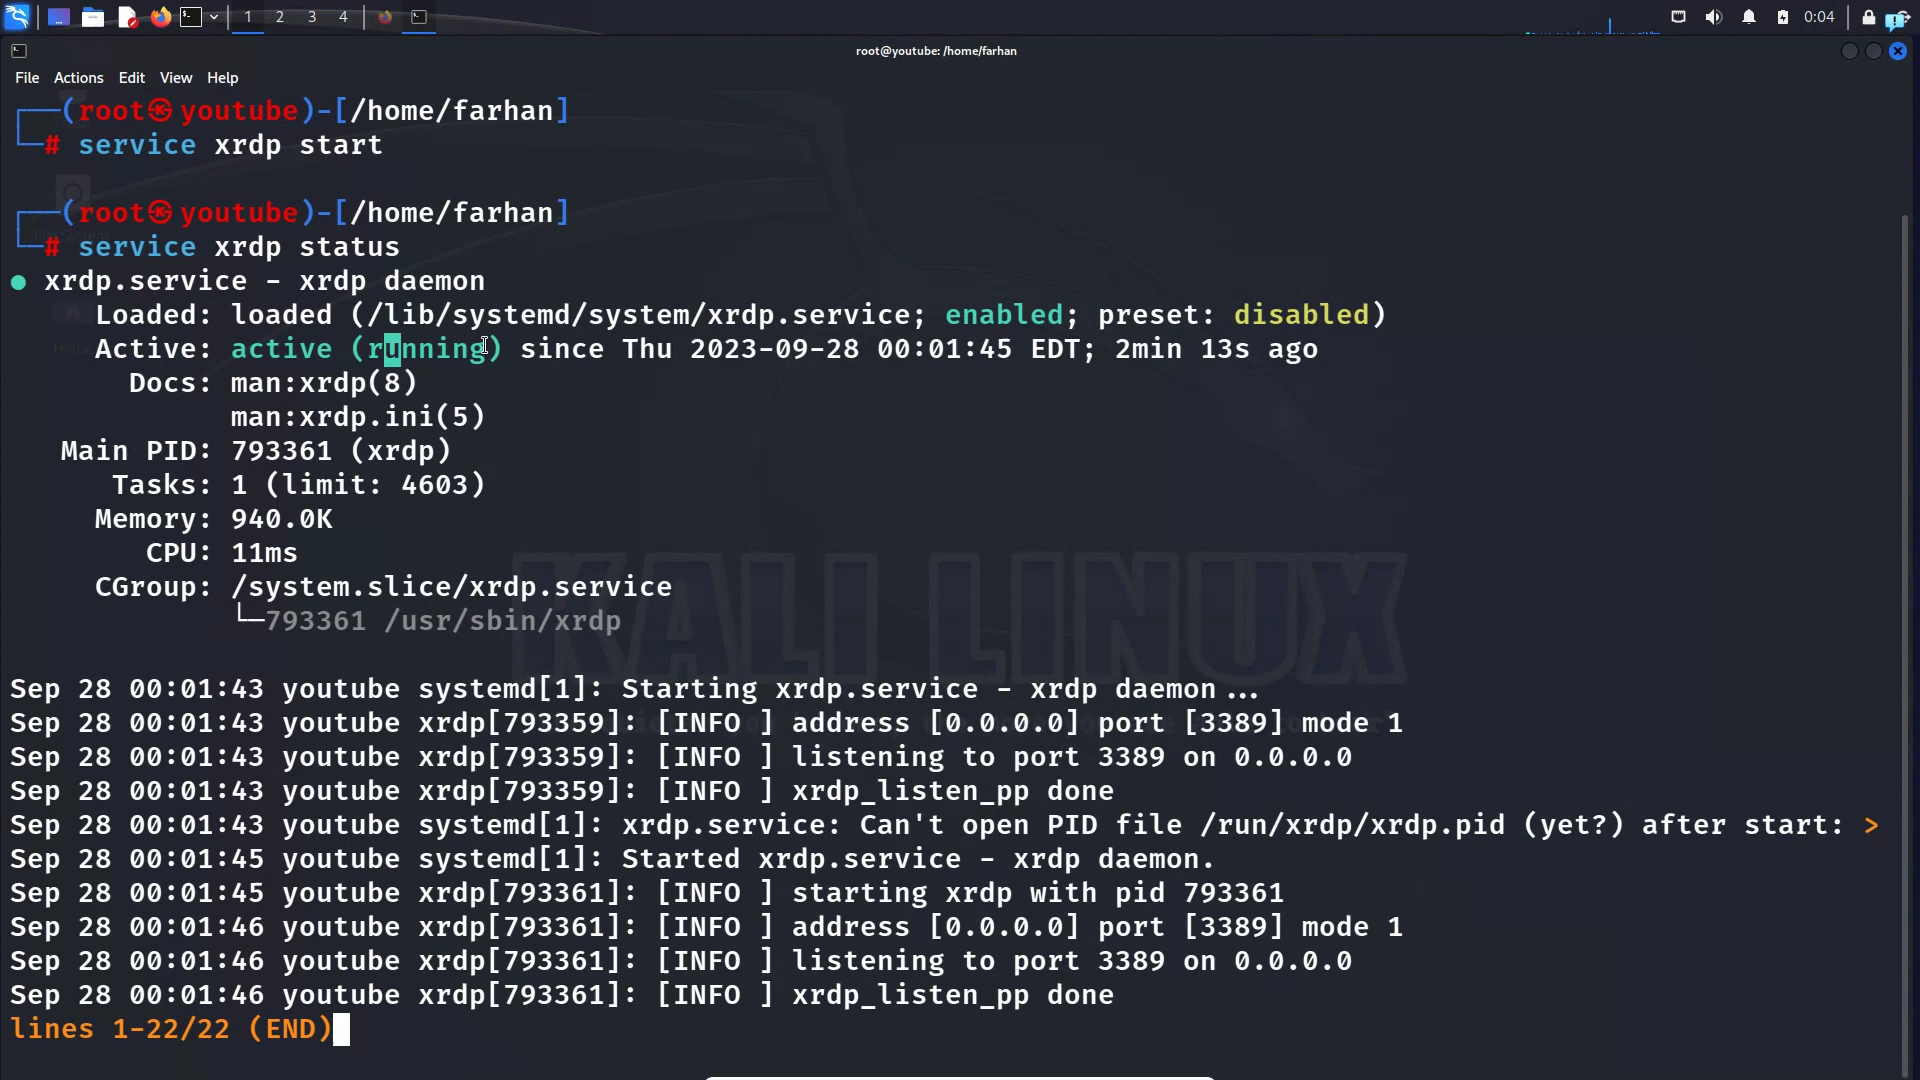 1 2 3 4 0:04
root@youtube: /home/farhan
File Actions Edit View Help
┌──(root㉿youtube)-[/home/farhan]
└─# service xrdp start
┌──(root㉿youtube)-[/home/farhan]
└─# service xrdp status
● xrdp.service - xrdp daemon
Loaded: loaded (/lib/systemd/system/xrdp.service; enabled; preset: disabled)
Active: active (running) since Thu 2023-09-28 00:01:45 EDT; 2min 13s ago
Docs: man:xrdp(8)
man:xrdp.ini(5)
Main PID: 793361 (xrdp)
Tasks: 1 (limit: 4603)
Memory: 940.0K
CPU: 11ms
CGroup: /system.slice/xrdp.service
└─793361 /usr/sbin/xrdp
KALI LINUX
Sep 28 00:01:43 youtube systemd[1]: Starting xrdp.service - xrdp daemon...
Sep 28 00:01:43 youtube xrdp[793359]: [INFO ] address [0.0.0.0] port [3389] mode 1
Sep 28 00:01:43 youtube xrdp[793359]: [INFO ] listening to port 3389 on 0.0.0.0
Sep 28 00:01:43 youtube xrdp[793359]: [INFO ] xrdp_listen_pp done
Sep 28 00:01:43 youtube systemd[1]: xrdp.service: Can't open PID file /run/xrdp/xrdp.pid (yet?) after start: >
Sep 28 00:01:45 youtube systemd[1]: Started xrdp.service - xrdp daemon.
Sep 28 00:01:45 youtube xrdp[793361]: [INFO ] starting xrdp with pid 793361
Sep 28 00:01:46 youtube xrdp[793361]: [INFO ] address [0.0.0.0] port [3389] mode 1
Sep 28 00:01:46 youtube xrdp[793361]: [INFO ] listening to port 3389 on 0.0.0.0
Sep 28 00:01:46 youtube xrdp[793361]: [INFO ] xrdp_listen_pp done
lines 1-22/22 (END)